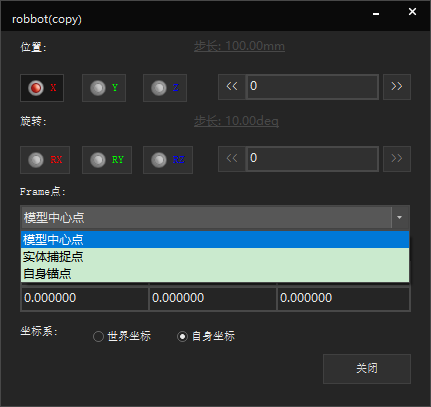 robbot(copy)
位置:
步长: 100.00mm
X
Y
Z
<<
0
>>
旋转:
步长: 10.00deq
RX
RY
RZ
<<
0
>>
Frame点:
模型中心点
模型中心点
实体捕捉点
自身锚点
0.000000 0.000000 0.000000
坐标系:
世界坐标
自身坐标
关闭